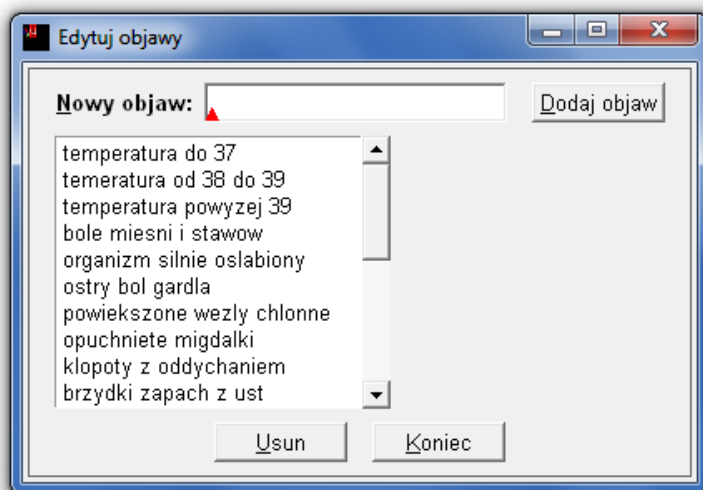 Edytuj objawy
Nowy objaw: Dodaj objaw
temperatura do 37
temeratura od 38 do 39
temperatura powyzej 39
bole miesni i stawow
organizm silnie oslabiony
ostry bol gardla
powiekszone wezly chlonne
opuchniete migdalki
klopoty z oddychaniem
brzydki zapach z ust
Usun Koniec